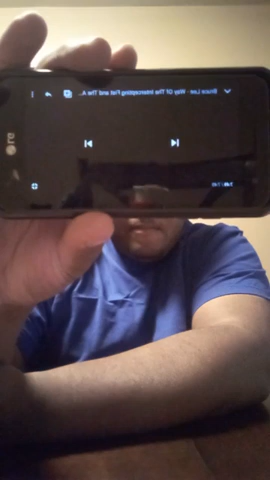 Bruce Lee - Way Of The Intercepting Fist and The A...
LG